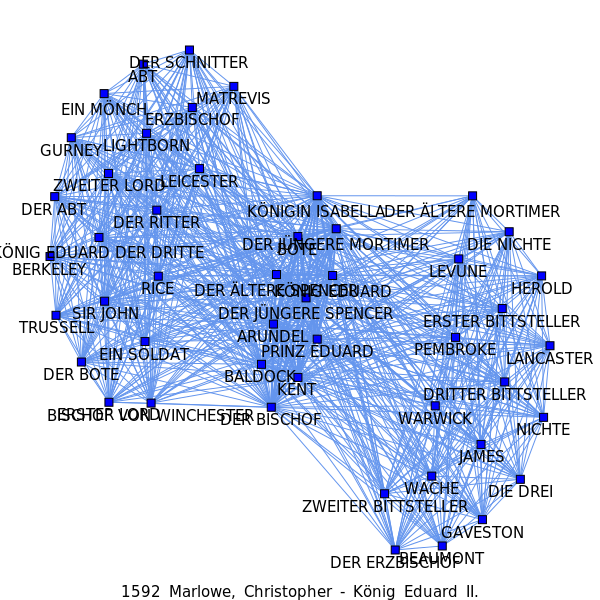 DER SCHNITTER
ABT
MATREVIS
EIN MÖNCH
ERZBISCHOF
LIGHTBORN
GURNEY
LEICESTER
ZWEITER LORD
DER ABT
DER RITTER
KÖNIGIN ISABELLA
DER ÄLTERE MORTIMER
DER JÜNGERE MORTIMER
DIE NICHTE
BOTE
KÖNIG EDUARD DER DRITTE
BERKELEY
LEVUNE
HEROLD
RICE
DER ÄLTERE SPENCER
KÖNIG EDUARD
SIR JOHN
DER JÜNGERE SPENCER
ERSTER BITTSTELLER
TRUSSELL
ARUNDEL
PEMBROKE
EIN SOLDAT
PRINZ EDUARD
LANCASTER
DER BOTE
BALDOCK
KENT
DRITTER BITTSTELLER
BISCHOF VON WINCHESTER
ERSTER LORD
DER BISCHOF
WARWICK
NICHTE
JAMES
WACHE
DIE DREI
ZWEITER BITTSTELLER
GAVESTON
BEAUMONT
DER ERZBISCHOF
1592 Marlowe, Christopher - König Eduard II.